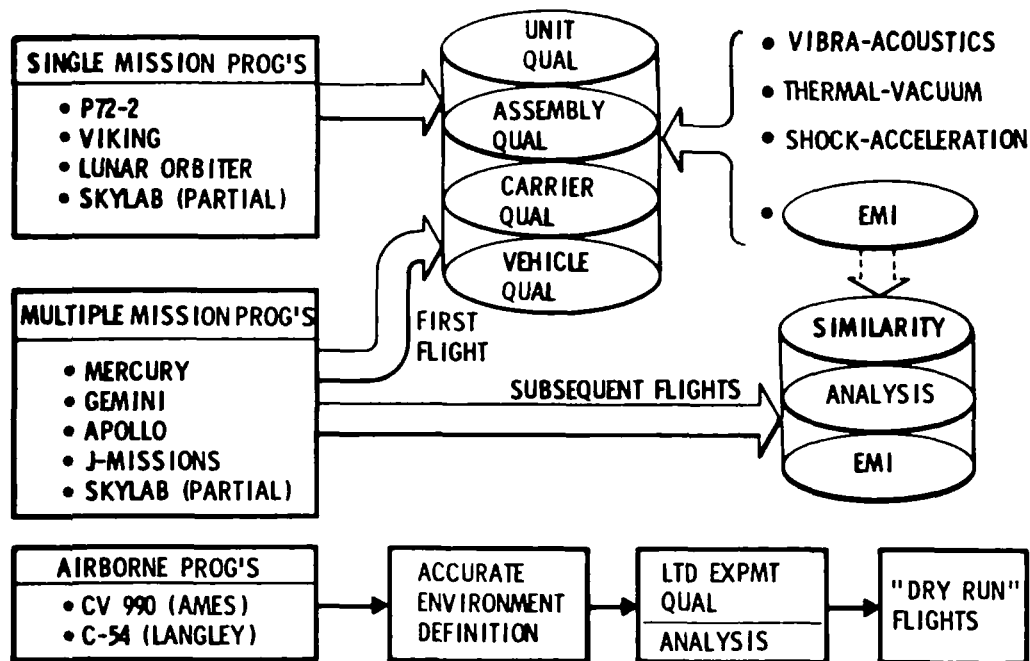 SINGLE MISSION PROG'S
• P72-2
• VIKING
• LUNAR ORBITER
• SKYLAB (PARTIAL)
UNIT
QUAL
ASSEMBLY
QUAL
CARRIER
QUAL
VEHICLE
QUAL
• VIBRA-ACOUSTICS
• THERMAL-VACUUM
• SHOCK-ACCELERATION
• EMI
MULTIPLE MISSION PROG'S
• MERCURY
• GEMINI
• APOLLO
• J-MISSIONS
• SKYLAB (PARTIAL)
FIRST
FLIGHT
SUBSEQUENT FLIGHTS
SIMILARITY
ANALYSIS
EMI
AIRBORNE PROG'S
• CV 990 (AMES)
• C-54 (LANGLEY)
ACCURATE
ENVIRONMENT
DEFINITION
LTD EXPMT
QUAL
ANALYSIS
"DRY RUN"
FLIGHTS